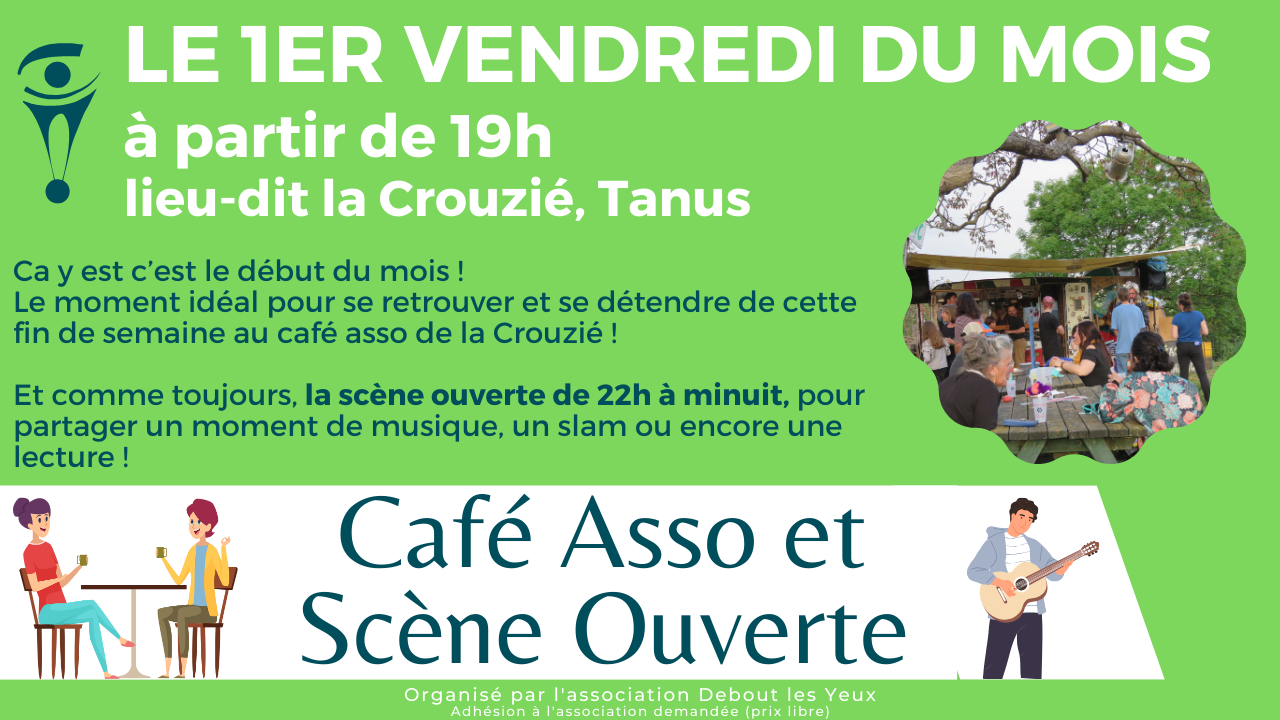 LE 1ER VENDREDI DU MOIS
à partir de 19h
lieu-dit la Crouzié, Tanus
Ca y est c’est le début du mois !
Le moment idéal pour se retrouver et se détendre de cette
fin de semaine au café asso de la Crouzié !
Et comme toujours, la scène ouverte de 22h à minuit, pour
partager un moment de musique, un slam ou encore une
lecture !
Café Asso et
Scène Ouverte
Organisé par l'association Debout les Yeux
Adhésion à l'association demandée (prix libre)